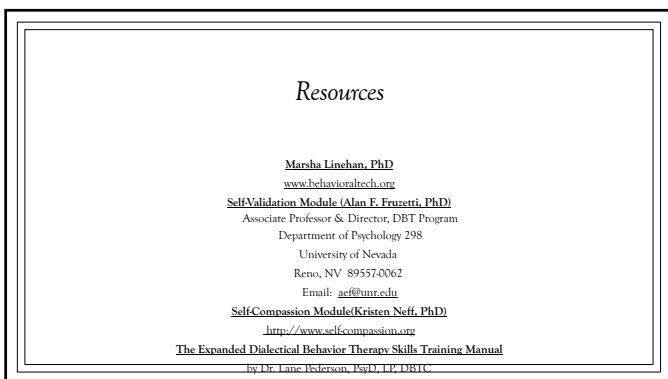 Resources
Marsha Linehan, PhD
www.behavioraltech.org
Self-Validation Module (Alan F. Fruzetti, PhD)
Associate Professor & Director, DBT Program
Department of Psychology 298
University of Nevada
Reno, NV 89557-0062
Email: aef@unr.edu
Self-Compassion Module(Kristen Neff, PhD)
http://www.self-compassion.org
The Expanded Dialectical Behavior Therapy Skills Training Manual
by Dr. Lane Pederson, PsyD, LP, DBTC